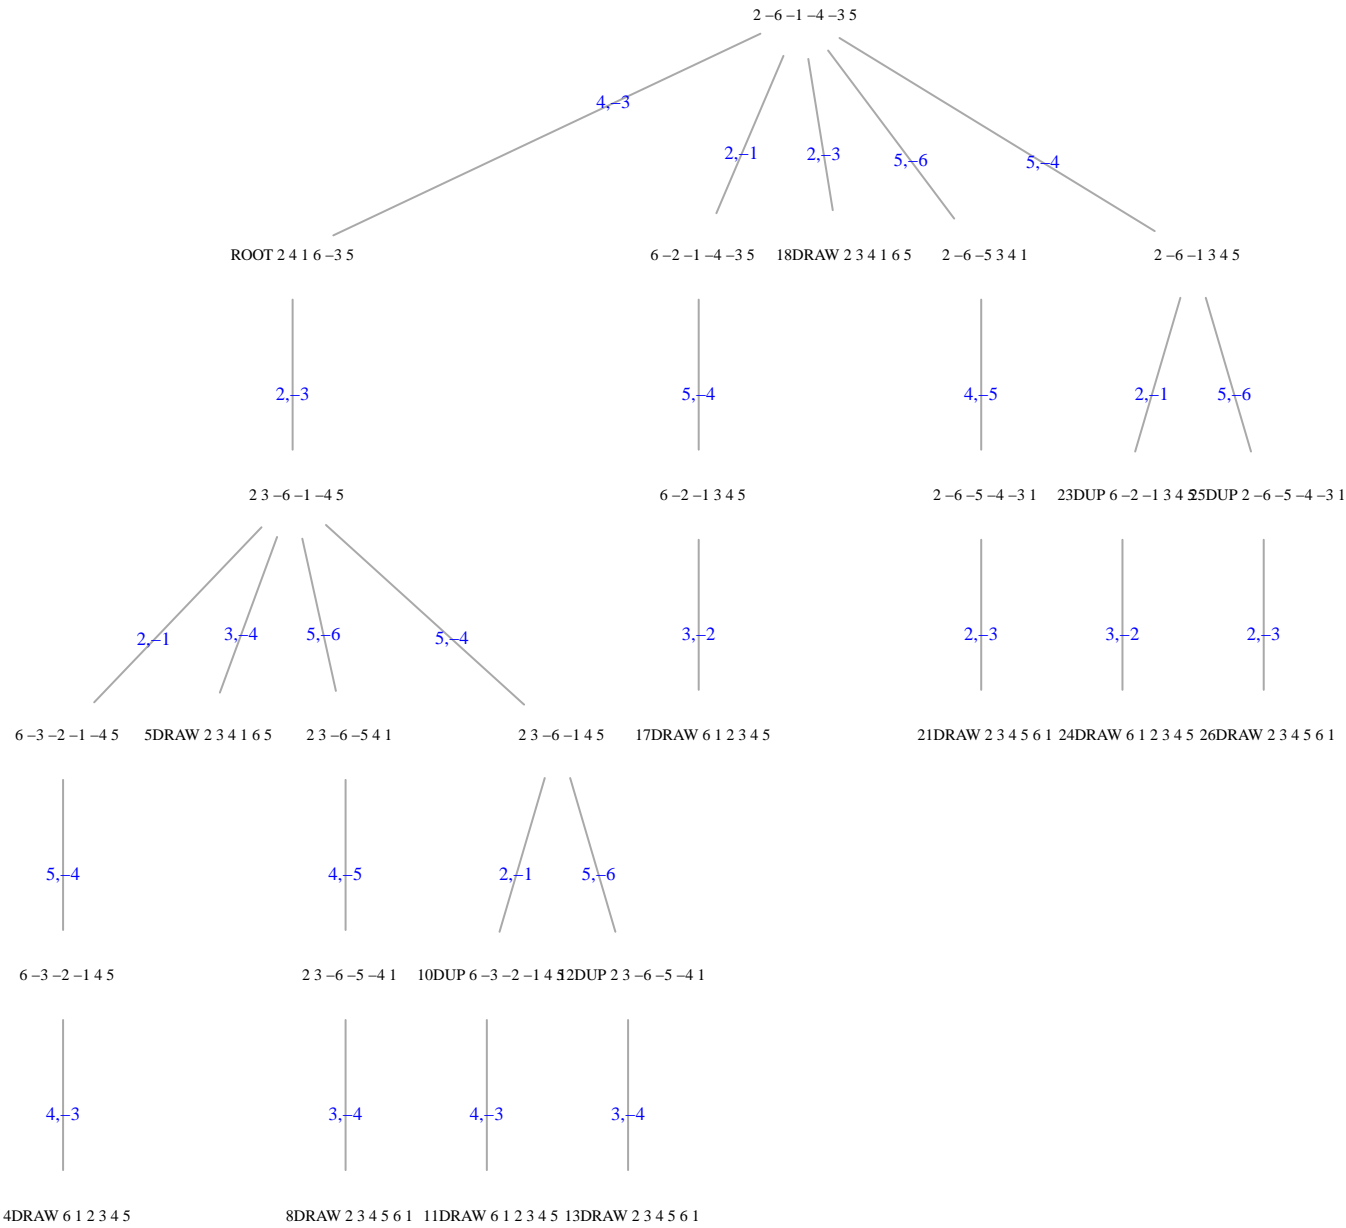 2 –6 –1 –4 –3 5
4,–3
2,–1
2,–3
5,–6
5,–4
ROOT 2 4 1 6 –3 5
6 –2 –1 –4 –3 5
18DRAW 2 3 4 1 6 5
2 –6 –5 3 4 1
2 –6 –1 3 4 5
2,–3
5,–4
4,–5
2,–1
5,–6
2 3 –6 –1 –4 5
6 –2 –1 3 4 5
2 –6 –5 –4 –3 1
23DUP 6 –2 –1 3 4 5
25DUP 2 –6 –5 –4 –3 1
2,–1
3,–4
5,–6
5,–4
3,–2
2,–3
3,–2
2,–3
6 –3 –2 –1 –4 5
5DRAW 2 3 4 1 6 5
2 3 –6 –5 4 1
2 3 –6 –1 4 5
17DRAW 6 1 2 3 4 5
21DRAW 2 3 4 5 6 1
24DRAW 6 1 2 3 4 5
26DRAW 2 3 4 5 6 1
5,–4
4,–5
2,–1
5,–6
6 –3 –2 –1 4 5
2 3 –6 –5 –4 1
10DUP 6 –3 –2 –1 4 5
12DUP 2 3 –6 –5 –4 1
4,–3
3,–4
4,–3
3,–4
4DRAW 6 1 2 3 4 5
8DRAW 2 3 4 5 6 1
11DRAW 6 1 2 3 4 5
13DRAW 2 3 4 5 6 1